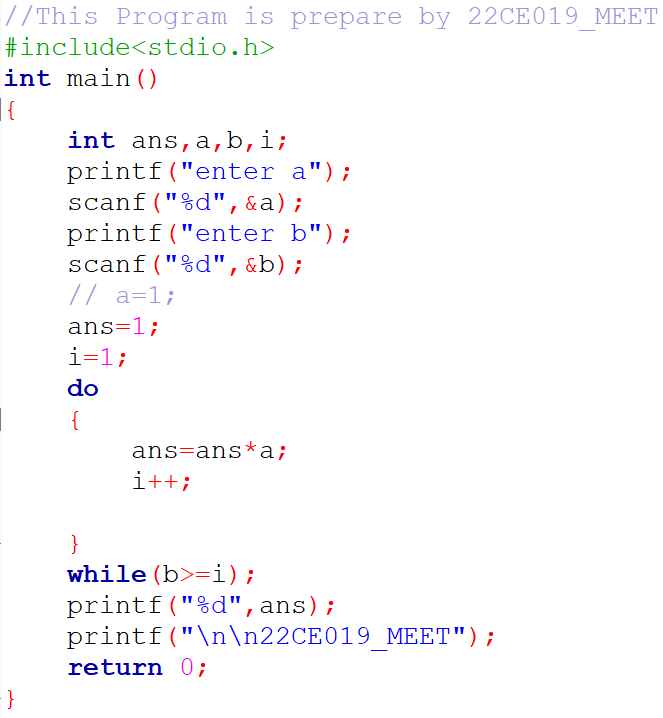 //This Program is prepare by 22CE019_MEET
#include<stdio.h>
int main()
{
    int ans,a,b,i;
    printf("enter a");
    scanf("%d",&a);
    printf("enter b");
    scanf("%d",&b);
    // a=1;
    ans=1;
    i=1;
    do
    {
        ans=ans*a;
        i++;

    }
    while(b>=i);
    printf("%d",ans);
    printf("\n\n22CE019_MEET");
    return 0;
}